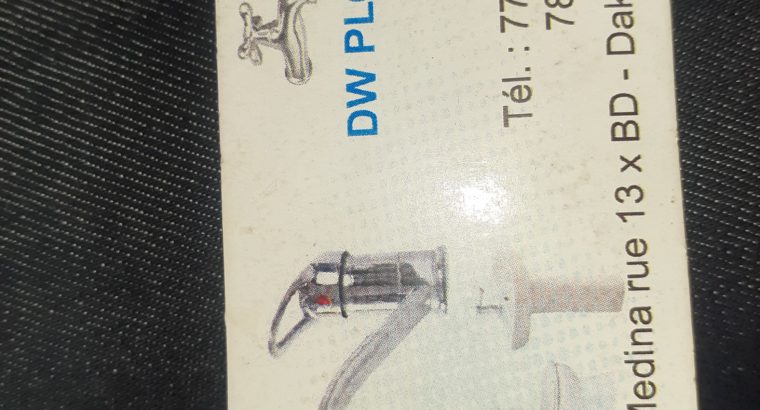 DW PL
Tél. : 77
78
Medina rue 13 x BD - Dak